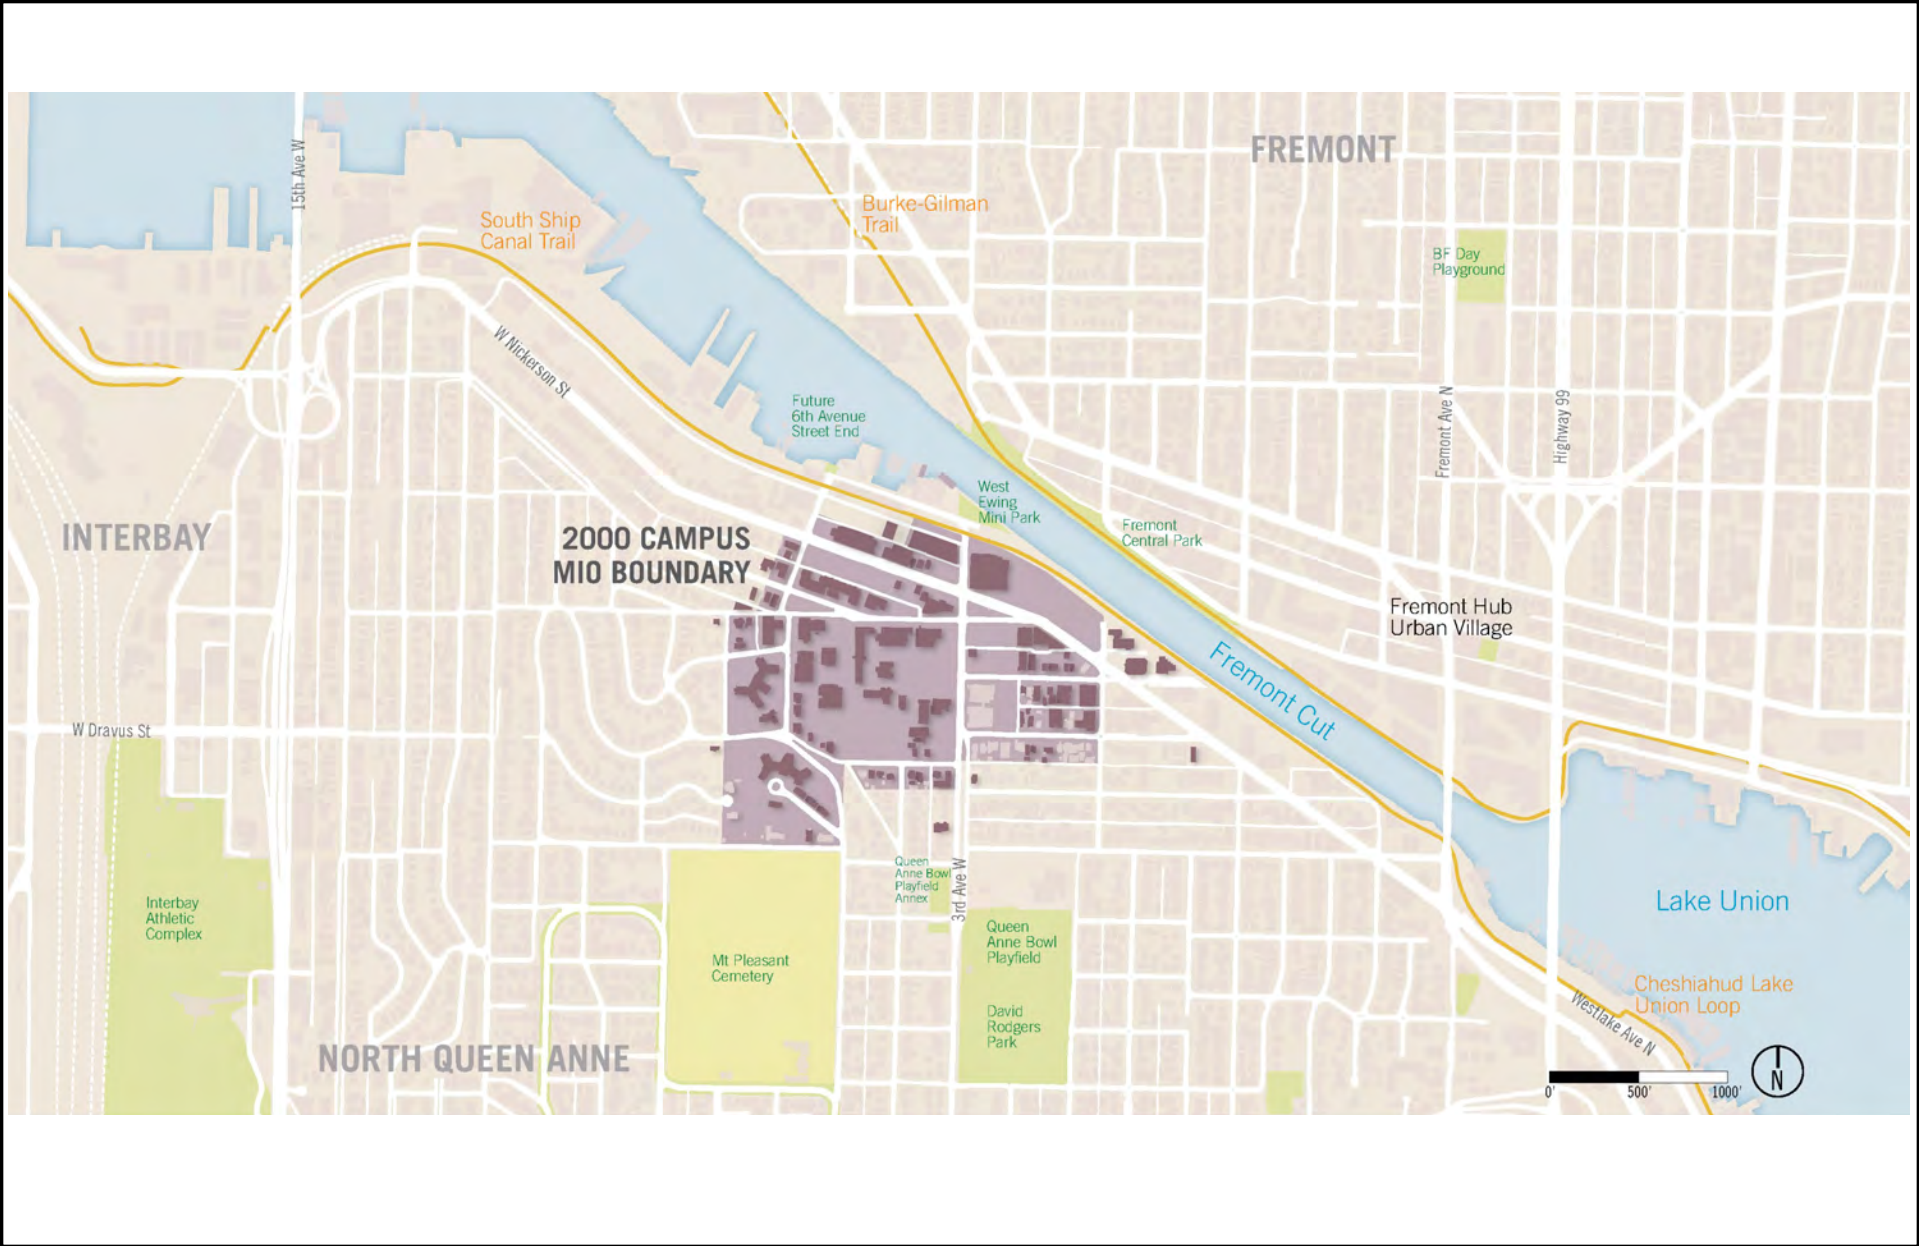 FREMONT
15th Ave W
South Ship
Canal Trail
Burke-Gilman
Trail
BF Day
Playground
W Nickerson St
Future
6th Avenue
Street End
Fremont Ave N
Highway 99
West
Ewing
Mini Park
Fremont
Central Park
INTERBAY
2000 CAMPUS
MIO BOUNDARY
Fremont Hub
Urban Village
Fremont Cut
W Dravus St
Queen
Anne Bowl
Playfield
Annex
3rd Ave W
Interbay
Athletic
Complex
Lake Union
Queen
Anne Bowl
Playfield
Mt Pleasant
Cemetery
David
Rodgers
Park
Cheshiahud Lake
Union Loop
Westlake Ave N
NORTH QUEEN ANNE
0' 500' 1000'
N